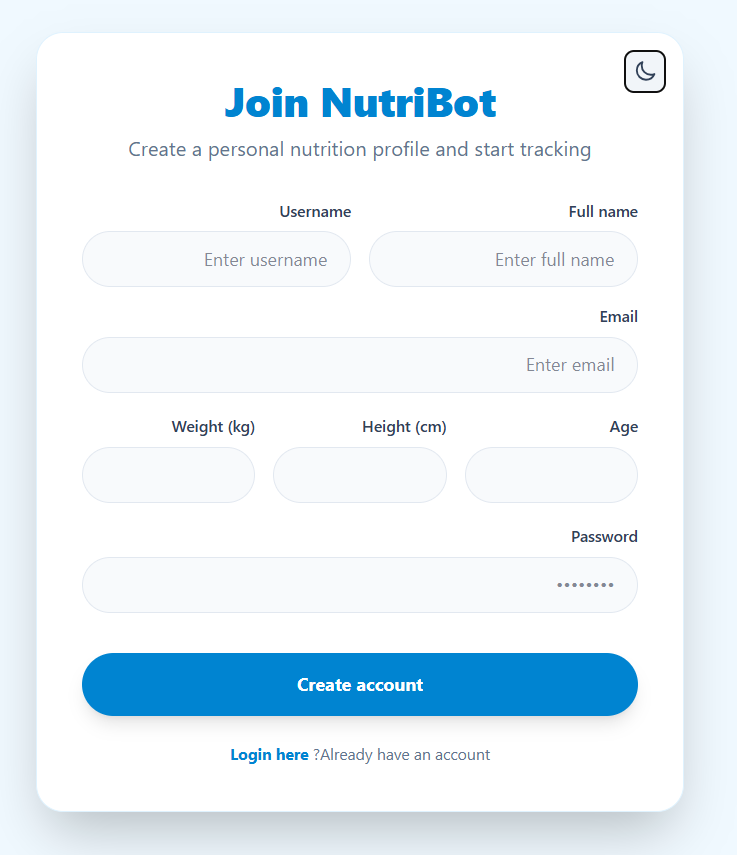 Join NutriBot
Create a personal nutrition profile and start tracking
Username Full name
Enter username Enter full name
Email
Enter email
Weight (kg) Height (cm) Age
Password
••••••••
Create account
Login here ?Already have an account